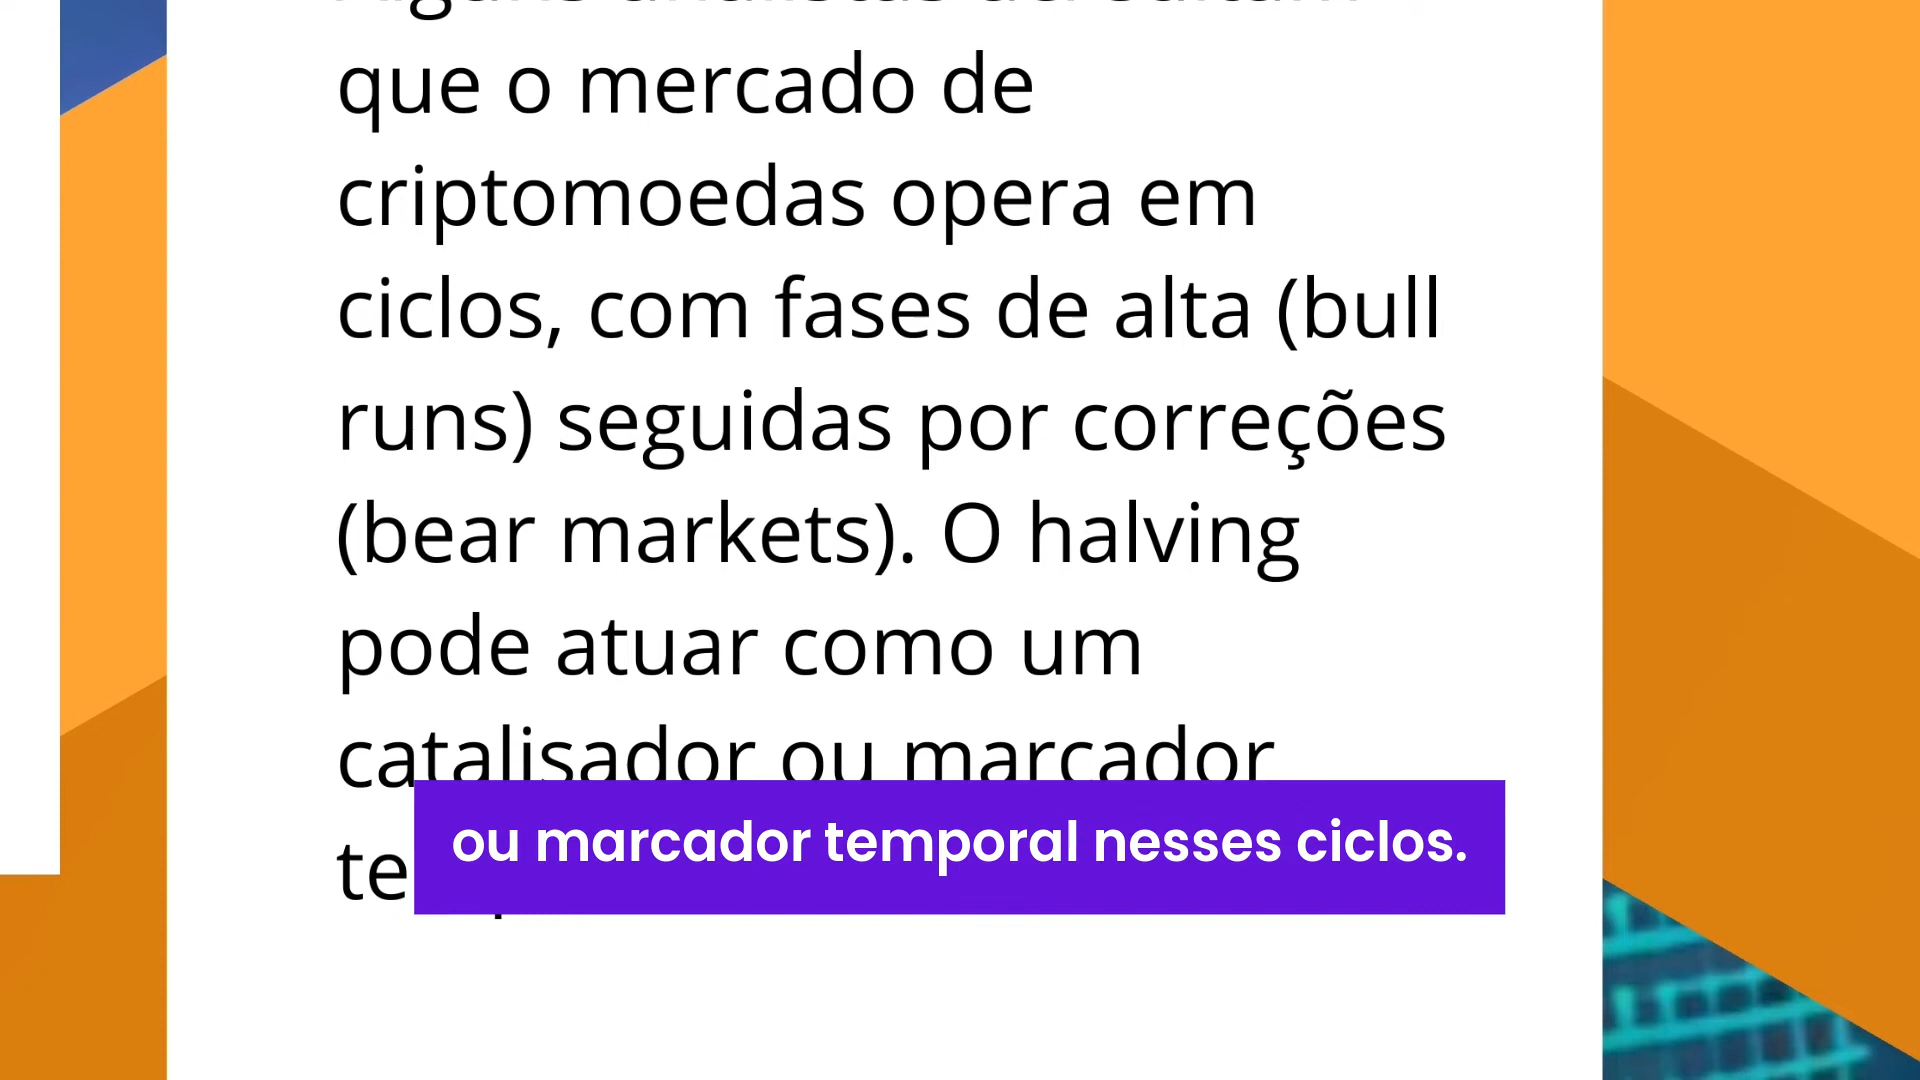 que o mercado de
criptomoedas opera em
ciclos, com fases de alta (bull
runs) seguidas por correções
(bear markets). O halving
pode atuar como um
catalisador ou marcador
ou marcador temporal nesses ciclos.